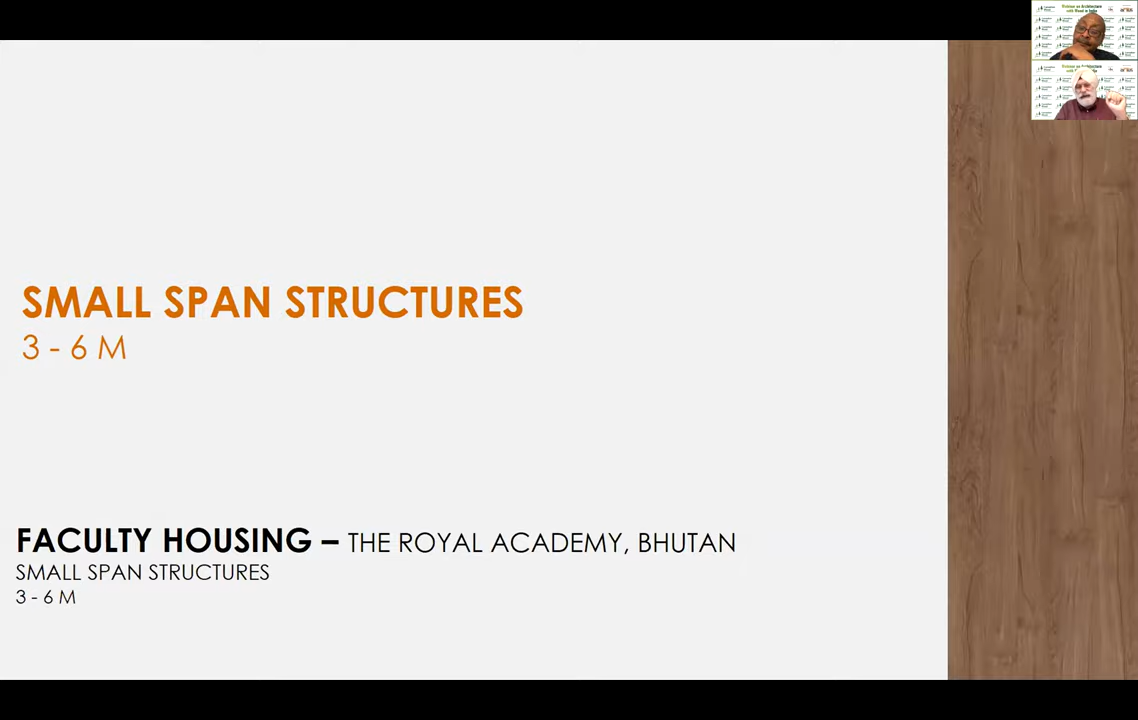 SMALL SPAN STRUCTURES
3 - 6 M
FACULTY HOUSING – THE ROYAL ACADEMY, BHUTAN
SMALL SPAN STRUCTURES
3 - 6 M